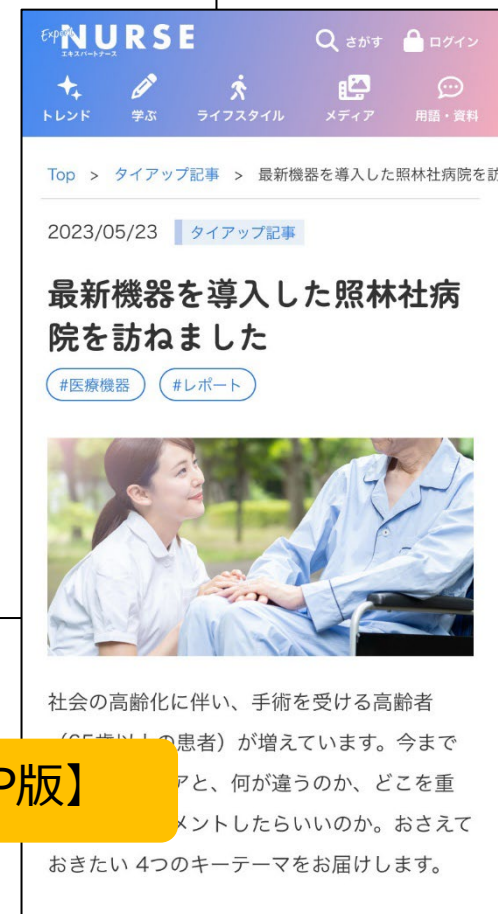 Expert NURSE
エキスパートナース
さがす ログイン
トレンド 学ぶ ライフスタイル メディア 用語・資料
Top > タイアップ記事 > 最新機器を導入した照林社病院を訪
2023/05/23 タイアップ記事
最新機器を導入した照林社病
院を訪ねました
#医療機器 #レポート
社会の高齢化に伴い、手術を受ける高齢者
患者）が増えています。今まで
アと、何が違うのか、どこを重
メントしたらいいのか。おさえて
おきたい 4つのキーテーマをお届けします。
P版】